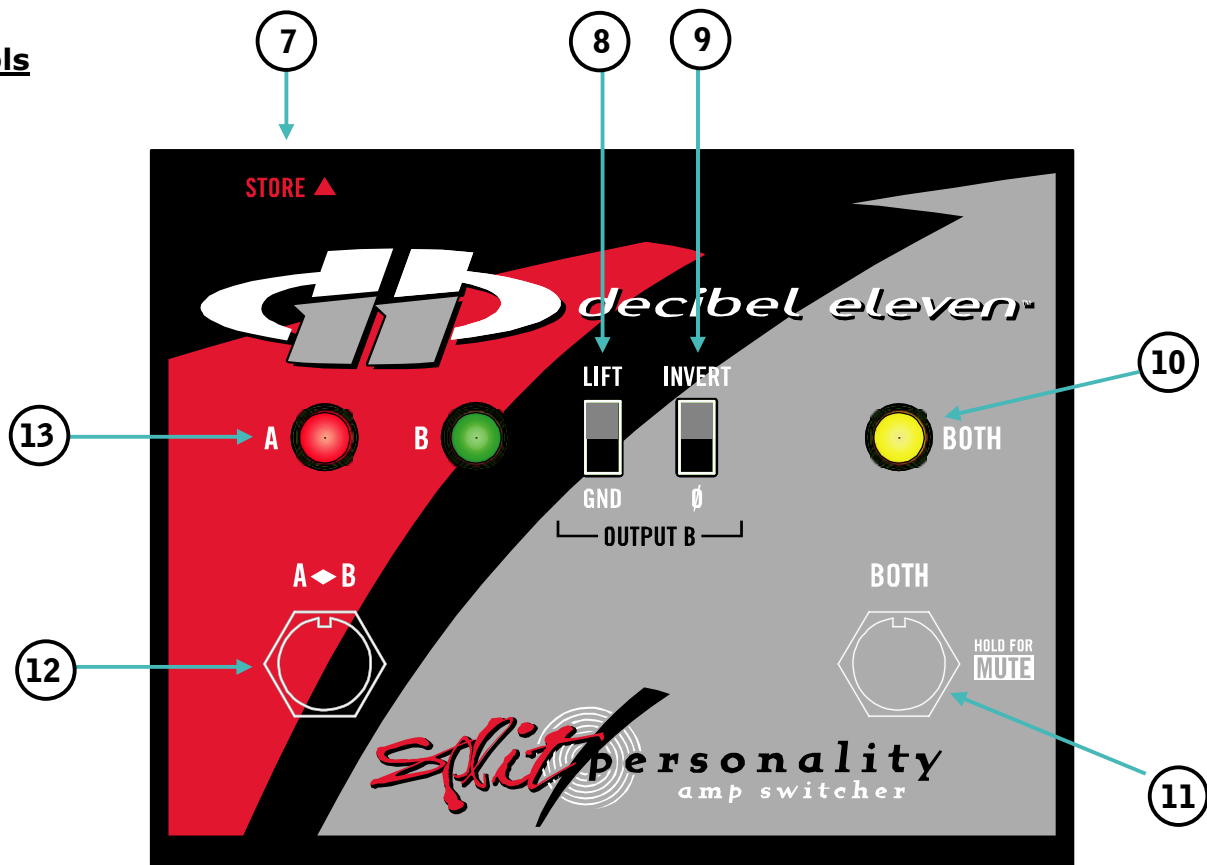 7
8
9
ols
STORE ▲
decibel eleven™
LIFT INVERT
10
13
A B BOTH
GND Ø
OUTPUT B
A ◆ B BOTH
HOLD FOR
MUTE
12
split personality
amp switcher
11